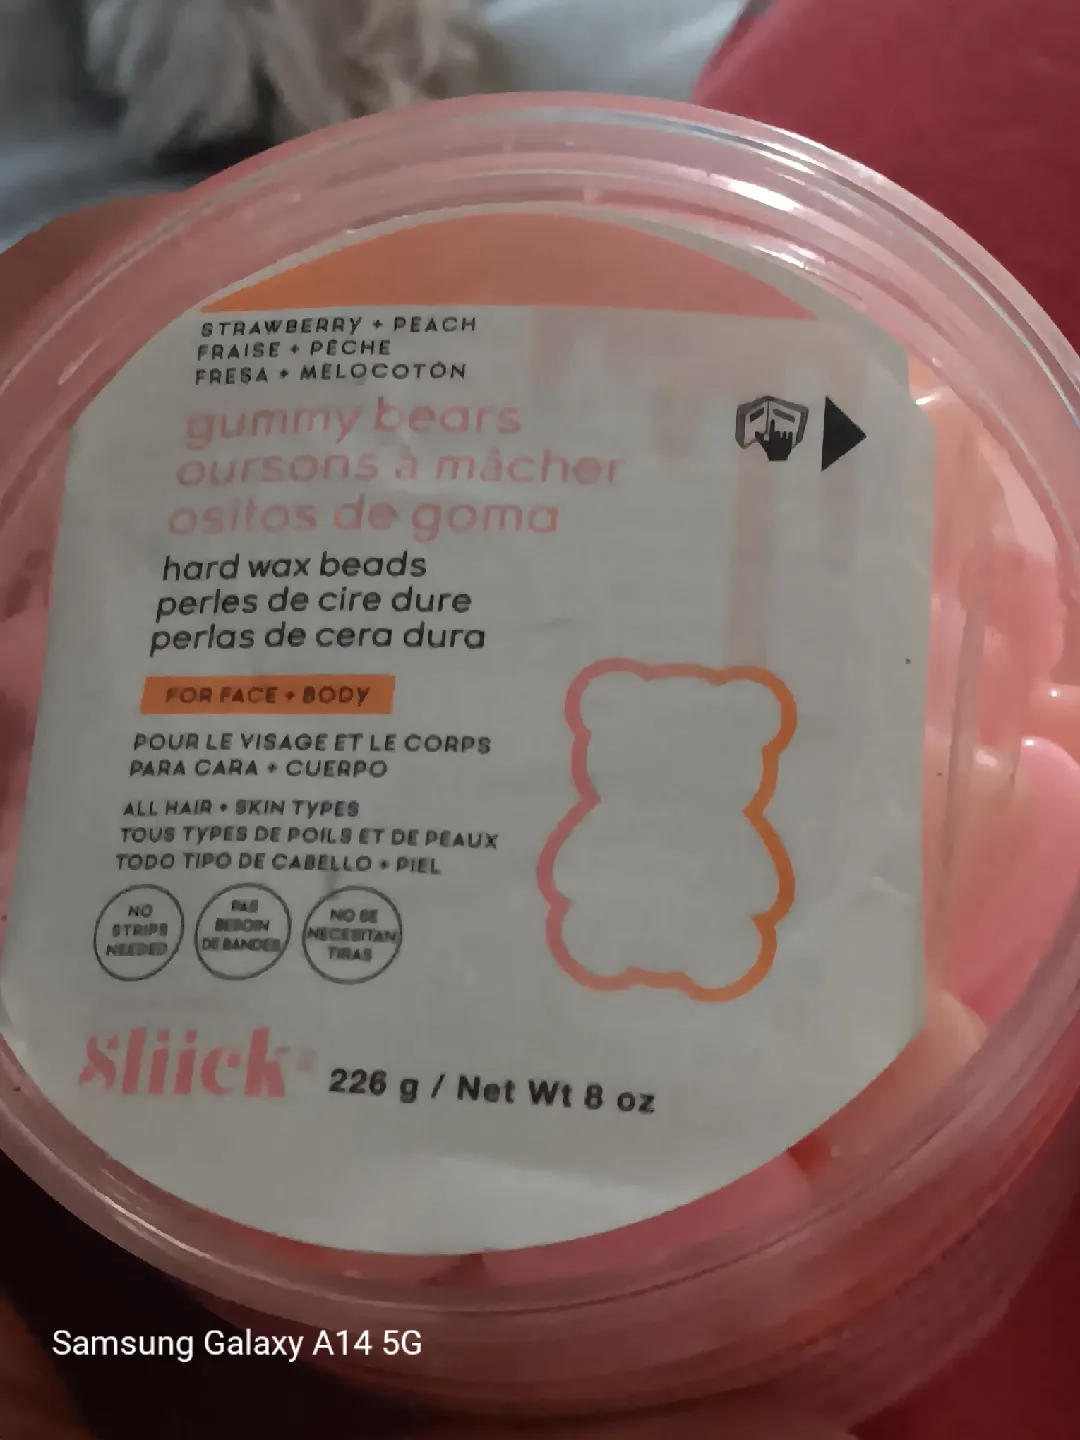 STRAWBERRY + PEACH
FRAISE + PÊCHE
FRESA + MELOCOTÓN
gummy bears
oursons à mâcher
ositos de goma
hard wax beads
perles de cire dure
perlas de cera dura
FOR FACE + BODY
POUR LE VISAGE ET LE CORPS
PARA CARA + CUERPO
ALL HAIR + SKIN TYPES
TOUS TYPES DE POILS ET DE PEAUX
TODO TIPO DE CABELLO + PIEL
NO
STRIPS
NEEDED
PAS
BESOIN
DE BANDES
NO SE
NECESITAN
TIRAS
Sliick
226 g / Net Wt 8 oz
Samsung Galaxy A14 5G